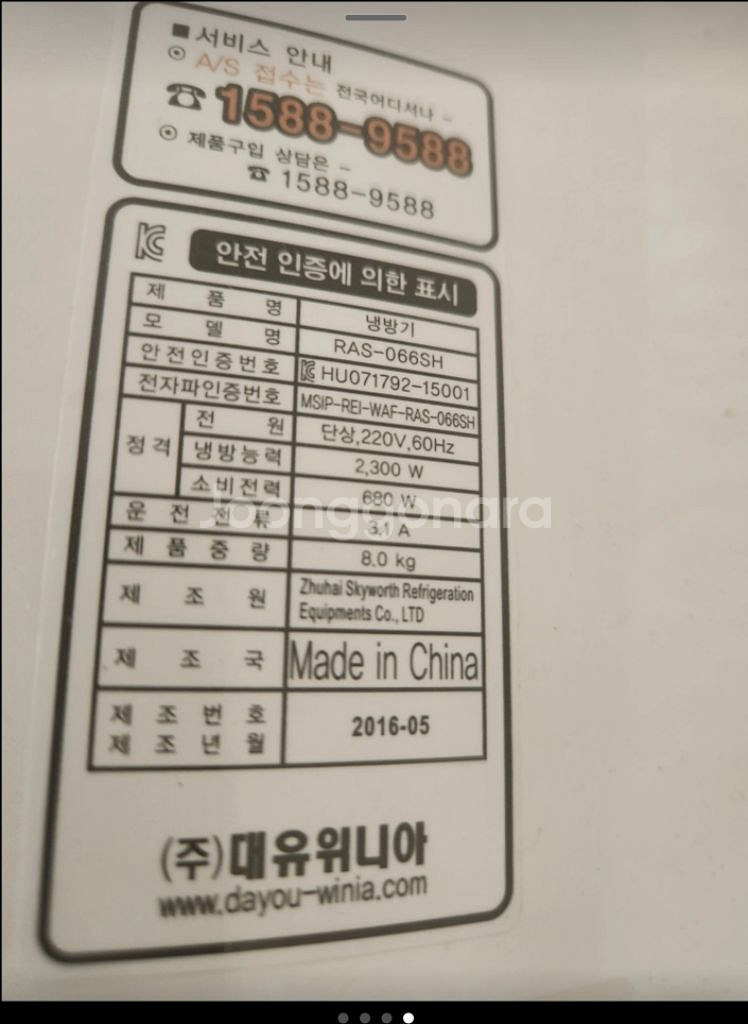 ■ 서비스 안내
⊙ A/S 접수는 전국어디서나 -
☎ 1588-9588
⊙ 제품구입 상담은 -
☎ 1588-9588
안전 인증에 의한 표시
제 품 명 냉방기
모 델 명 RAS-066SH
안전인증번호 HU071792-15001
전자파인증번호 MSIP-REI-WAF-RAS-066SH
정격 전 원 단상,220V,60Hz
냉방능력 2,300 W
소비전력 680 W
운 전 전 류 3.1 A
제 품 중 량 8.0 kg
제 조 원 Zhuhai Skyworth Refrigeration
Equipments Co., LTD
제 조 국 Made in China
제 조 번 호
제 조 년 월 2016-05
(주)대유위니아
www.dayou-winia.com
Joonggonara